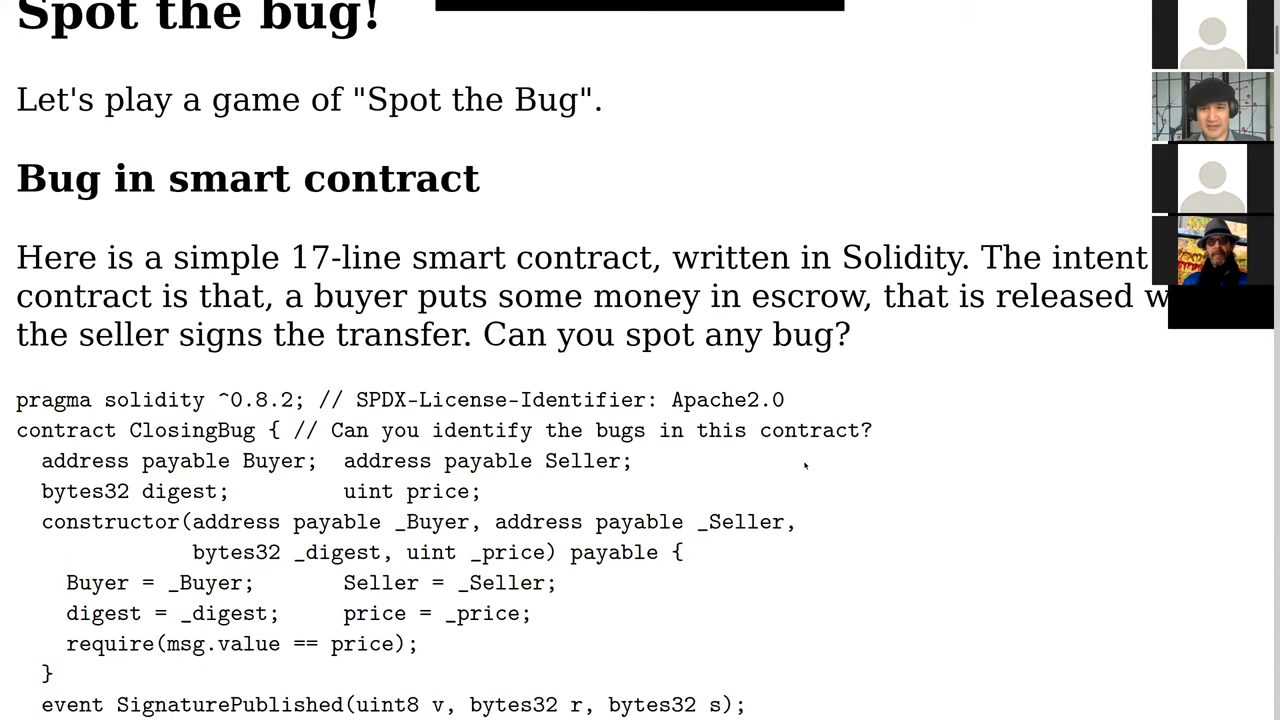 Spot the bug!
Let's play a game of "Spot the Bug".
Bug in smart contract
Here is a simple 17-line smart contract, written in Solidity. The intent
contract is that, a buyer puts some money in escrow, that is released
the seller signs the transfer. Can you spot any bug?
pragma solidity ^0.8.2; // SPDX-License-Identifier: Apache2.0
contract ClosingBug { // Can you identify the bugs in this contract?
address payable Buyer; address payable Seller;
bytes32 digest; uint price;
constructor(address payable _Buyer, address payable _Seller,
bytes32 _digest, uint _price) payable {
Buyer = _Buyer; Seller = _Seller;
digest = _digest; price = _price;
require(msg.value == price);
}
event SignaturePublished(uint8 v, bytes32 r, bytes32 s);